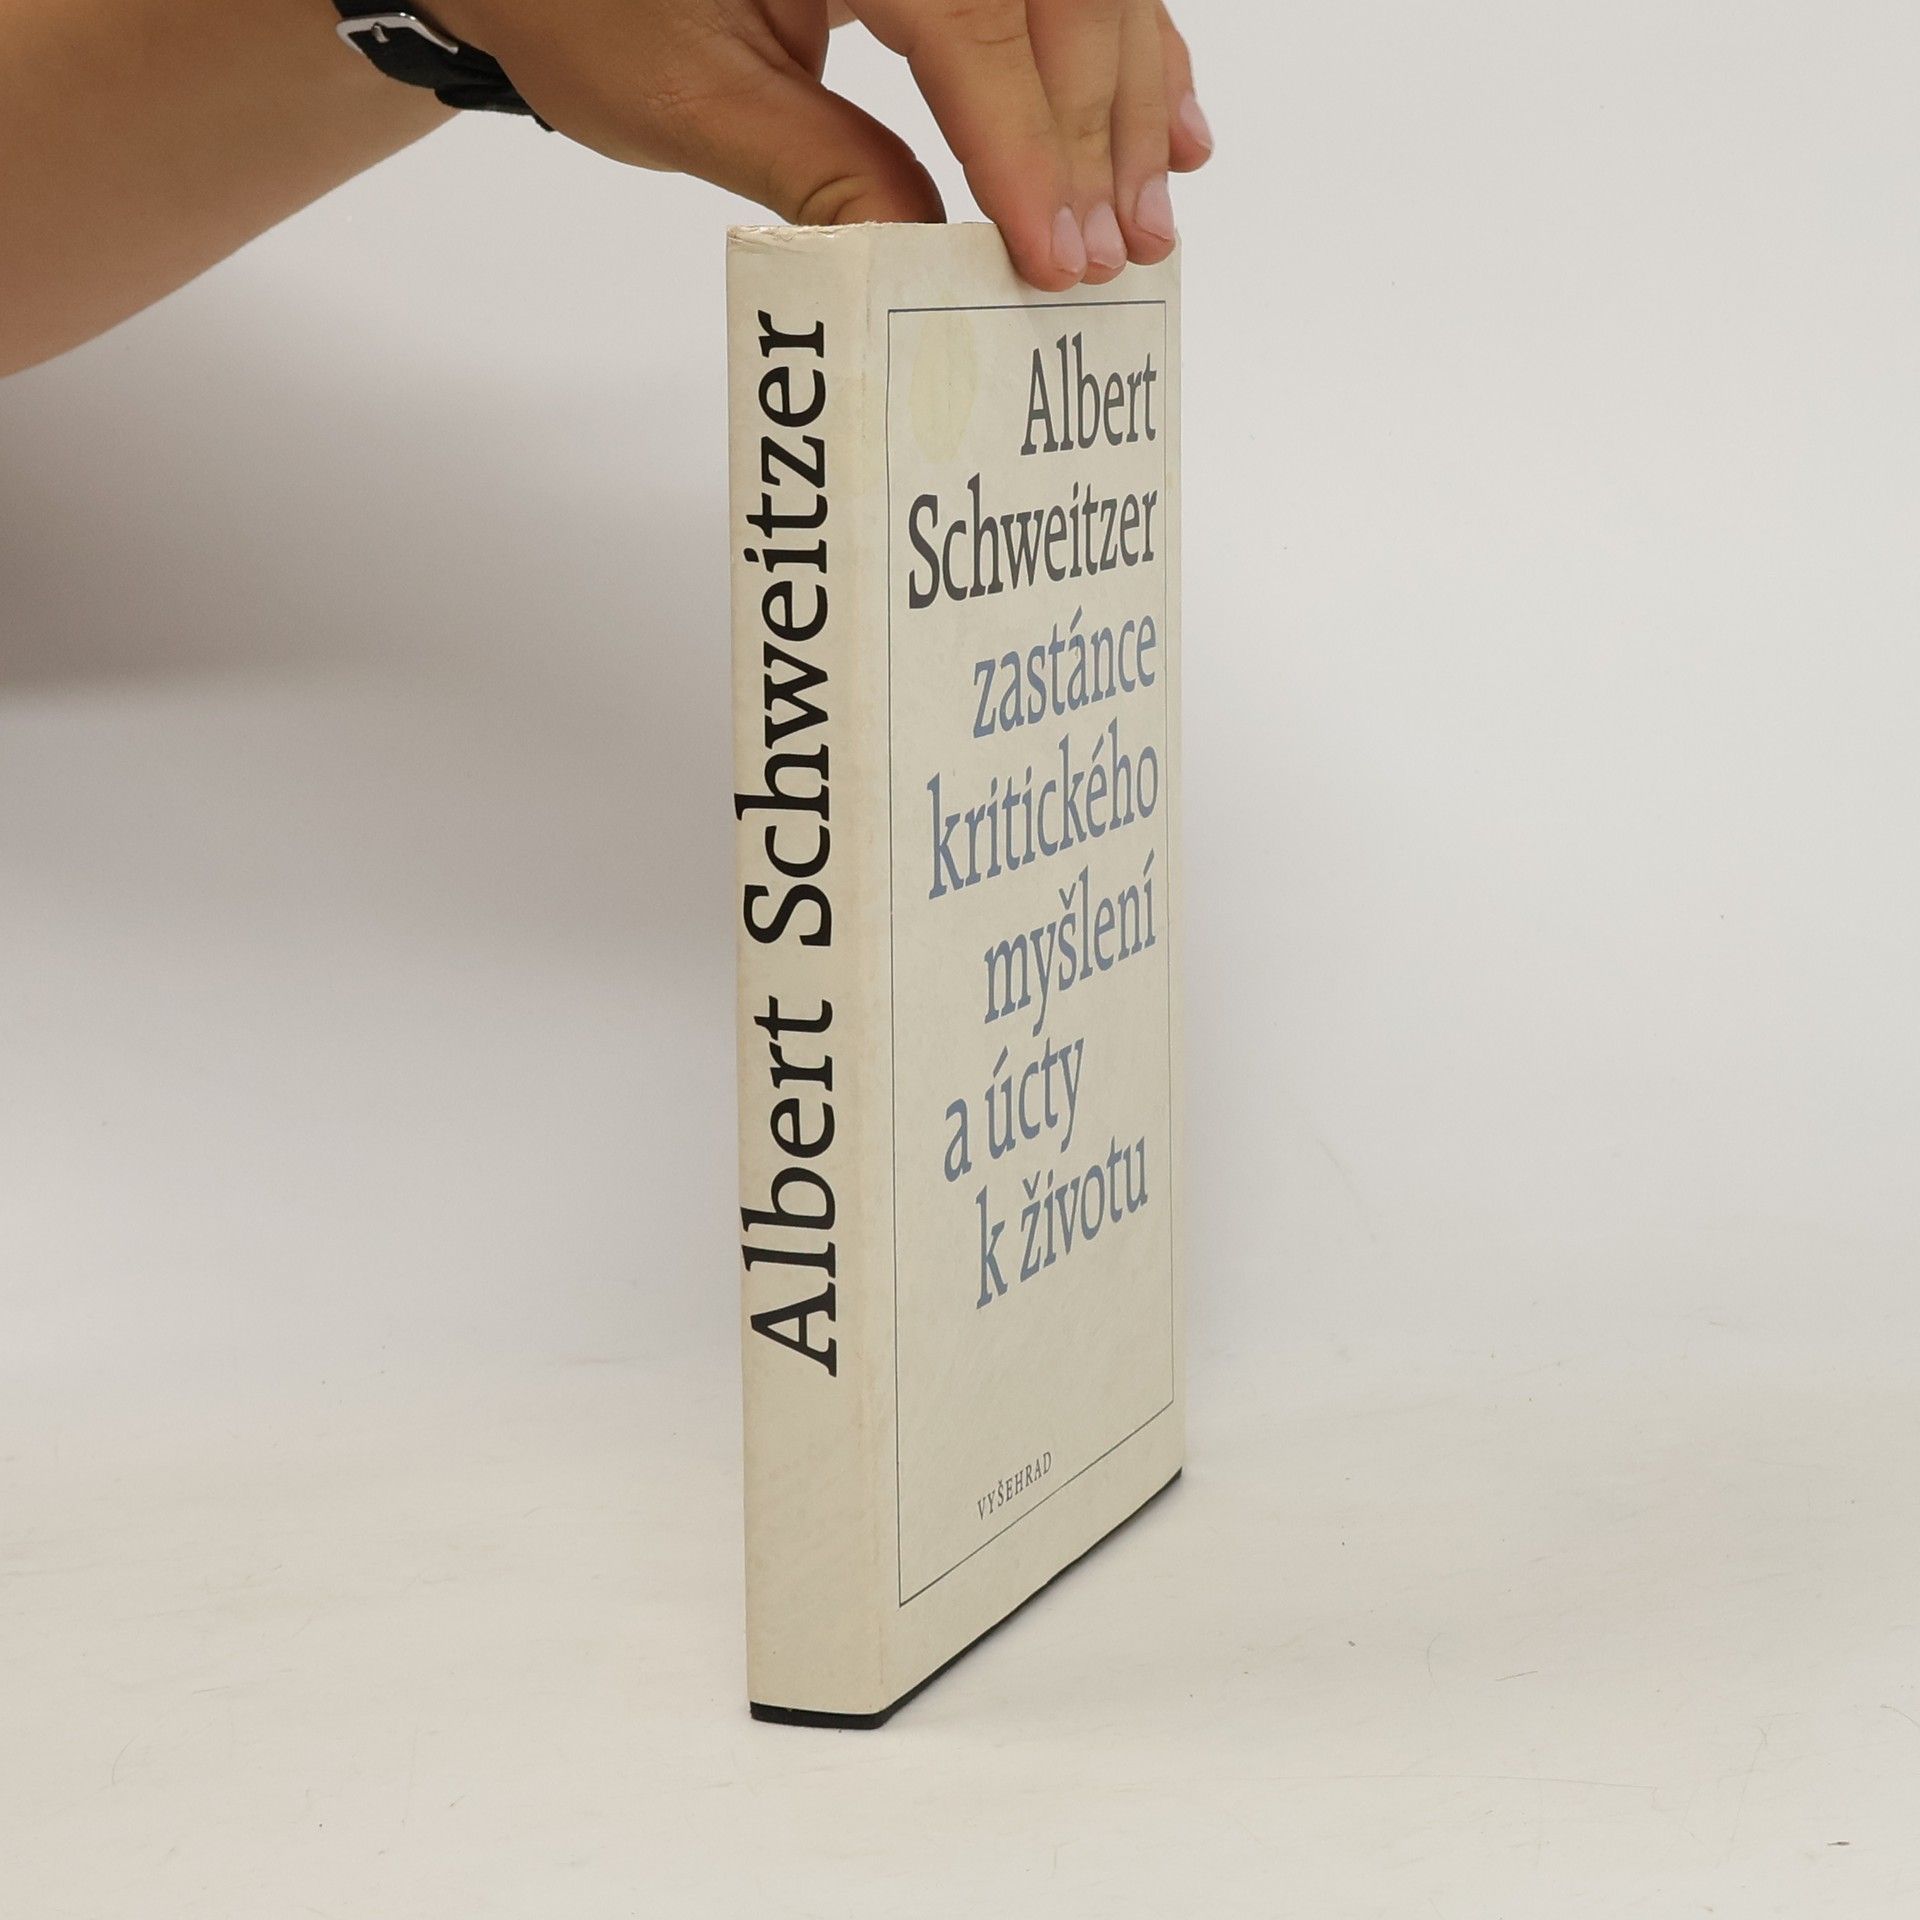 Albert Schweitzer
Albert
Schweitzer
zastánce
kritického
myšlení
a úcty
k životu
VYŠEHRAD